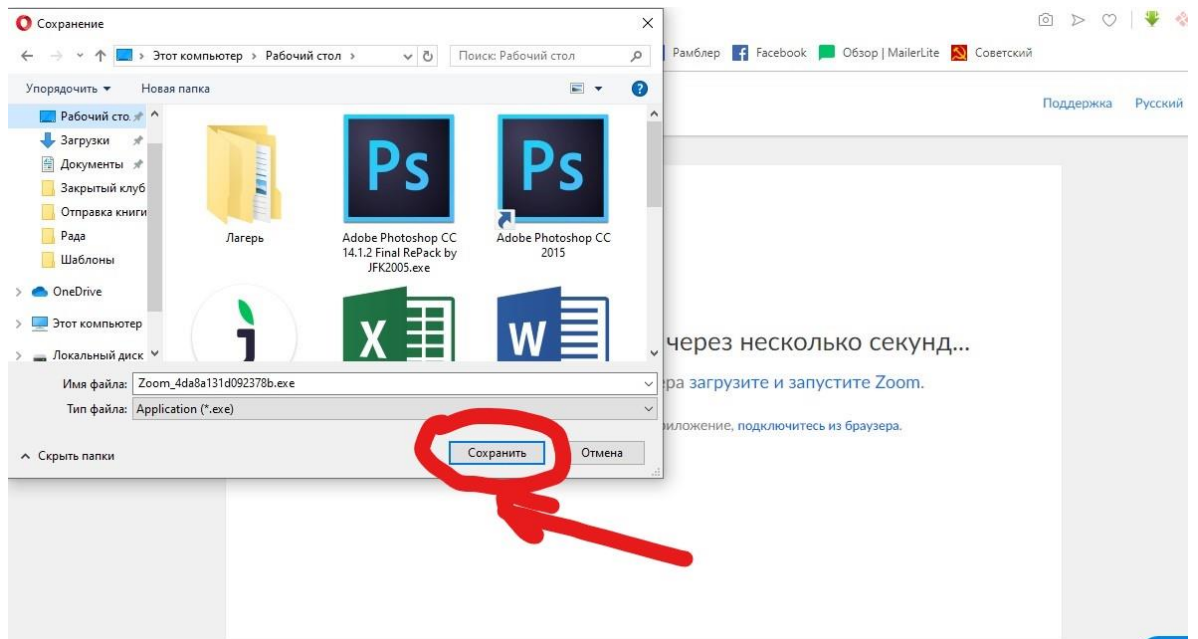 Сохранение
Этот компьютер
Рабочий стол
Поиск: Рабочий стол
Рамблер
Facebook
Обзор | MailerLite
Советский
Упорядочить
Новая папка
Поддержка
Русский
Рабочий сто
Загрузки
Документы
Закрытый клуб
Отправка книги
Рада
Шаблоны
OneDrive
Этот компьютер
Локальный диск
Ps
Ps
Лагерь
Adobe Photoshop CC
14.1.2 Final RePack by
JFK2005.exe
Adobe Photoshop CC
2015
X
W
через несколько секунд...
ра загрузите и запустите Zoom.
риложение, подключитесь из браузера.
Имя файла: Zoom_4da8a131d092378b.exe
Тип файла: Application (*.exe)
Скрыть папки
Сохранить
Отмена